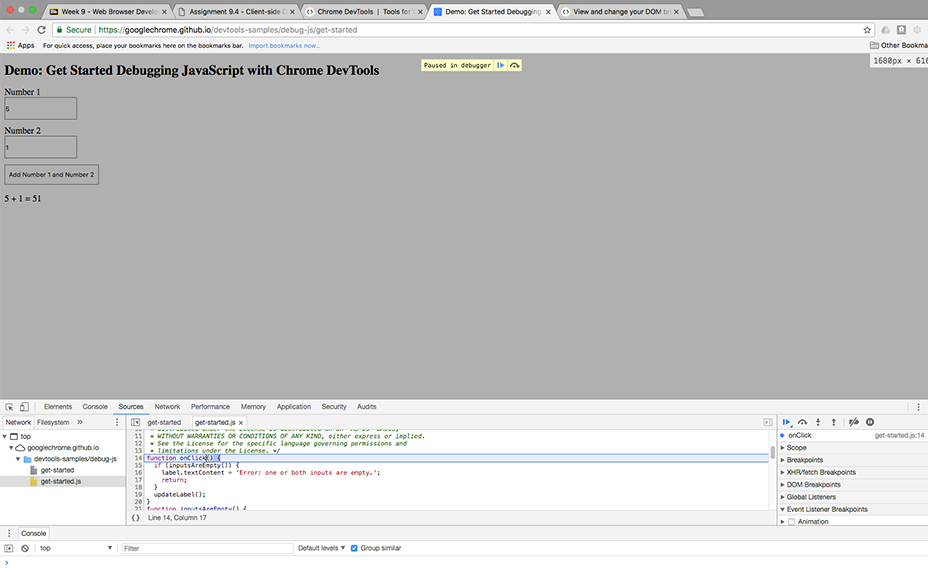 Week 9 - Web Browser Develo
Assignment 9.4 - Client-side D
Chrome DevTools | Tools for W
Demo: Get Started Debugging
View and change your DOM br
Secure https://googlechrome.github.io/devtools-samples/debug-js/get-started
Apps For quick access, place your bookmarks here on the bookmarks bar. Import bookmarks now... Other Bookma
Paused in debugger
1680px × 616
Demo: Get Started Debugging JavaScript with Chrome DevTools
Number 1
5
Number 2
1
Add Number 1 and Number 2
5 + 1 = 51
Elements Console Sources Network Performance Memory Application Security Audits
Network Filesystem »
top
googlechrome.github.io
devtools-samples/debug-js
get-started
get-started.js
get-started get-started.js ×
11 * WITHOUT WARRANTIES OR CONDITIONS OF ANY KIND, either express or implied.
12 * See the License for the specific language governing permissions and
13 * limitations under the License. */
14 function onClick() {
15 if (inputsAreEmpty()) {
16 label.textContent = 'Error: one or both inputs are empty.';
17 return;
18 }
19 updateLabel();
20 }
21 function inputsAreEmpty() {
{} Line 14, Column 17
onClick get-started.js:14
Scope
Breakpoints
XHR/fetch Breakpoints
DOM Breakpoints
Global Listeners
Event Listener Breakpoints
Animation
Console
top Filter Default levels Group similar
>